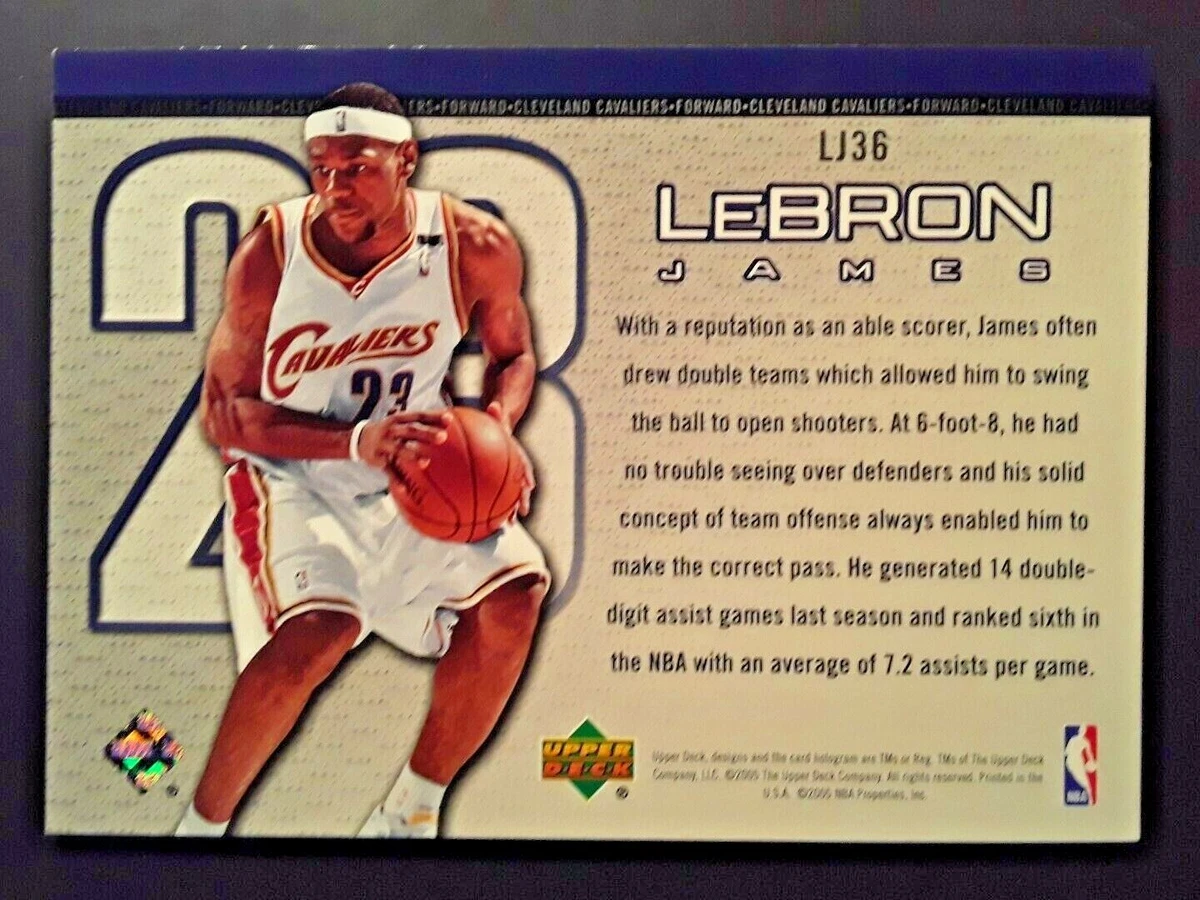 CLEVELAND CAVALIERS•FORWARD•CLEVELAND CAVALIERS•FORWARD•CLEVELAND CAVALIERS
LJ36
LEBRON
JAMES
With a reputation as an able scorer, James often
drew double teams which allowed him to swing
the ball to open shooters. At 6-foot-8, he had
no trouble seeing over defenders and his solid
concept of team offense always enabled him to
make the correct pass. He generated 14 double-
digit assist games last season and ranked sixth in
the NBA with an average of 7.2 assists per game.
23
CAVALIERS
23
UPPER
DECK
®
®
Upper Deck, designs and the card hologram are TMs or Reg. TMs of The Upper Deck
Company, LLC. ©2005 The Upper Deck Company. All rights reserved. Printed in the
U.S.A. ©2005 NBA Properties, Inc.
NBA